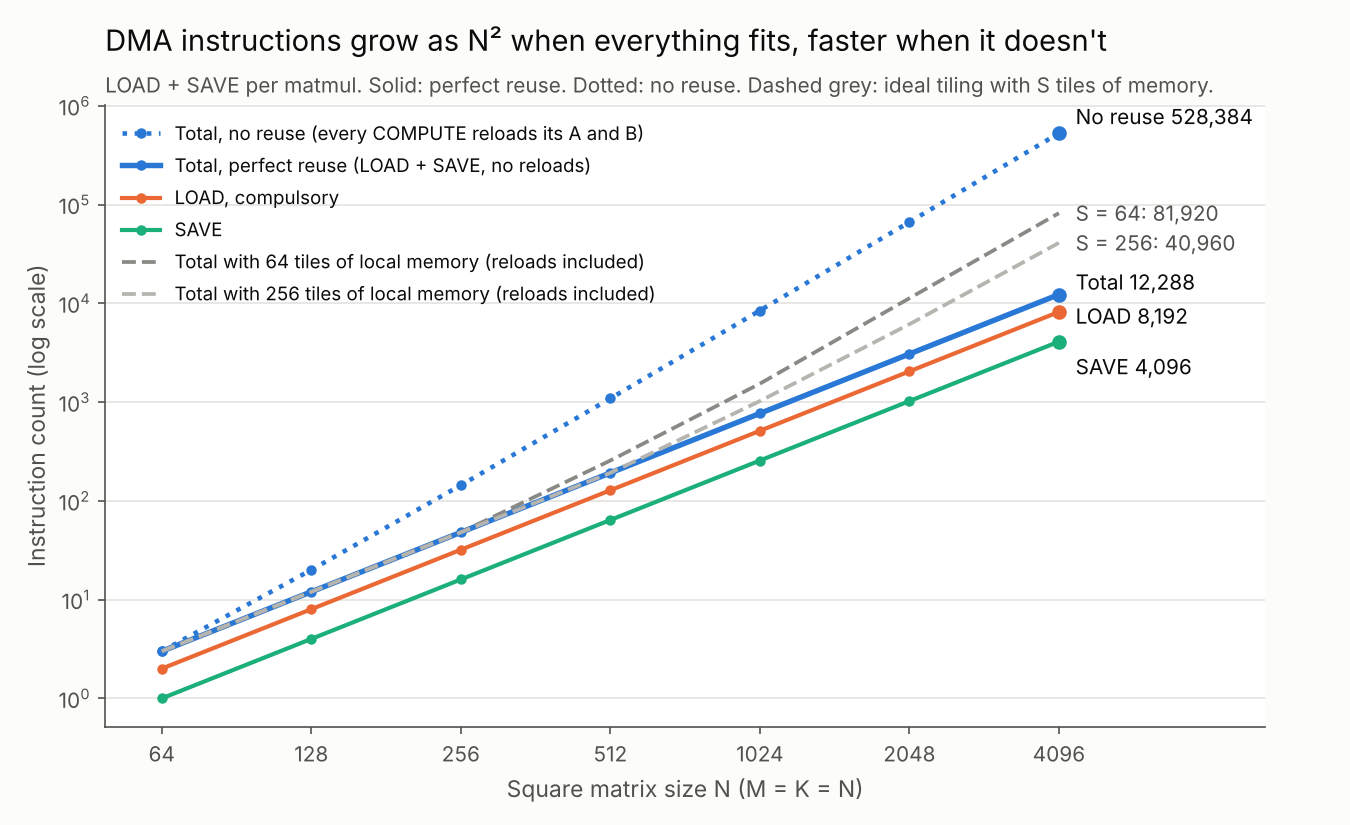 DMA instructions grow as N² when everything fits, faster when it doesn't
LOAD + SAVE per matmul. Solid: perfect reuse. Dotted: no reuse. Dashed grey: ideal tiling with S tiles of memory.
Instruction count (log scale)
10⁶
10⁵
10⁴
10³
10²
10¹
10⁰
Total, no reuse (every COMPUTE reloads its A and B)
Total, perfect reuse (LOAD + SAVE, no reloads)
LOAD, compulsory
SAVE
Total with 64 tiles of local memory (reloads included)
Total with 256 tiles of local memory (reloads included)
No reuse 528,384
S = 64: 81,920
S = 256: 40,960
Total 12,288
LOAD 8,192
SAVE 4,096
64 128 256 512 1024 2048 4096
Square matrix size N (M = K = N)